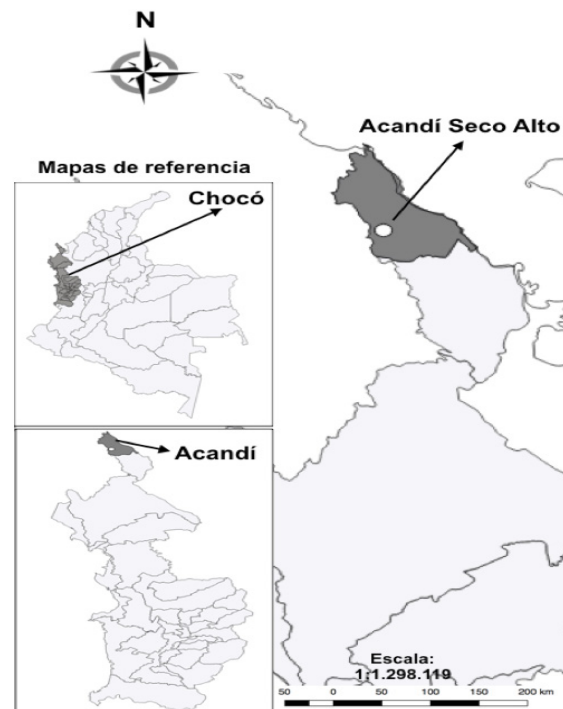 N
Acandí Seco Alto
Mapas de referencia
Chocó
Acandí
Escala:
1:1.298.119
50 0 50 100 150 200 km